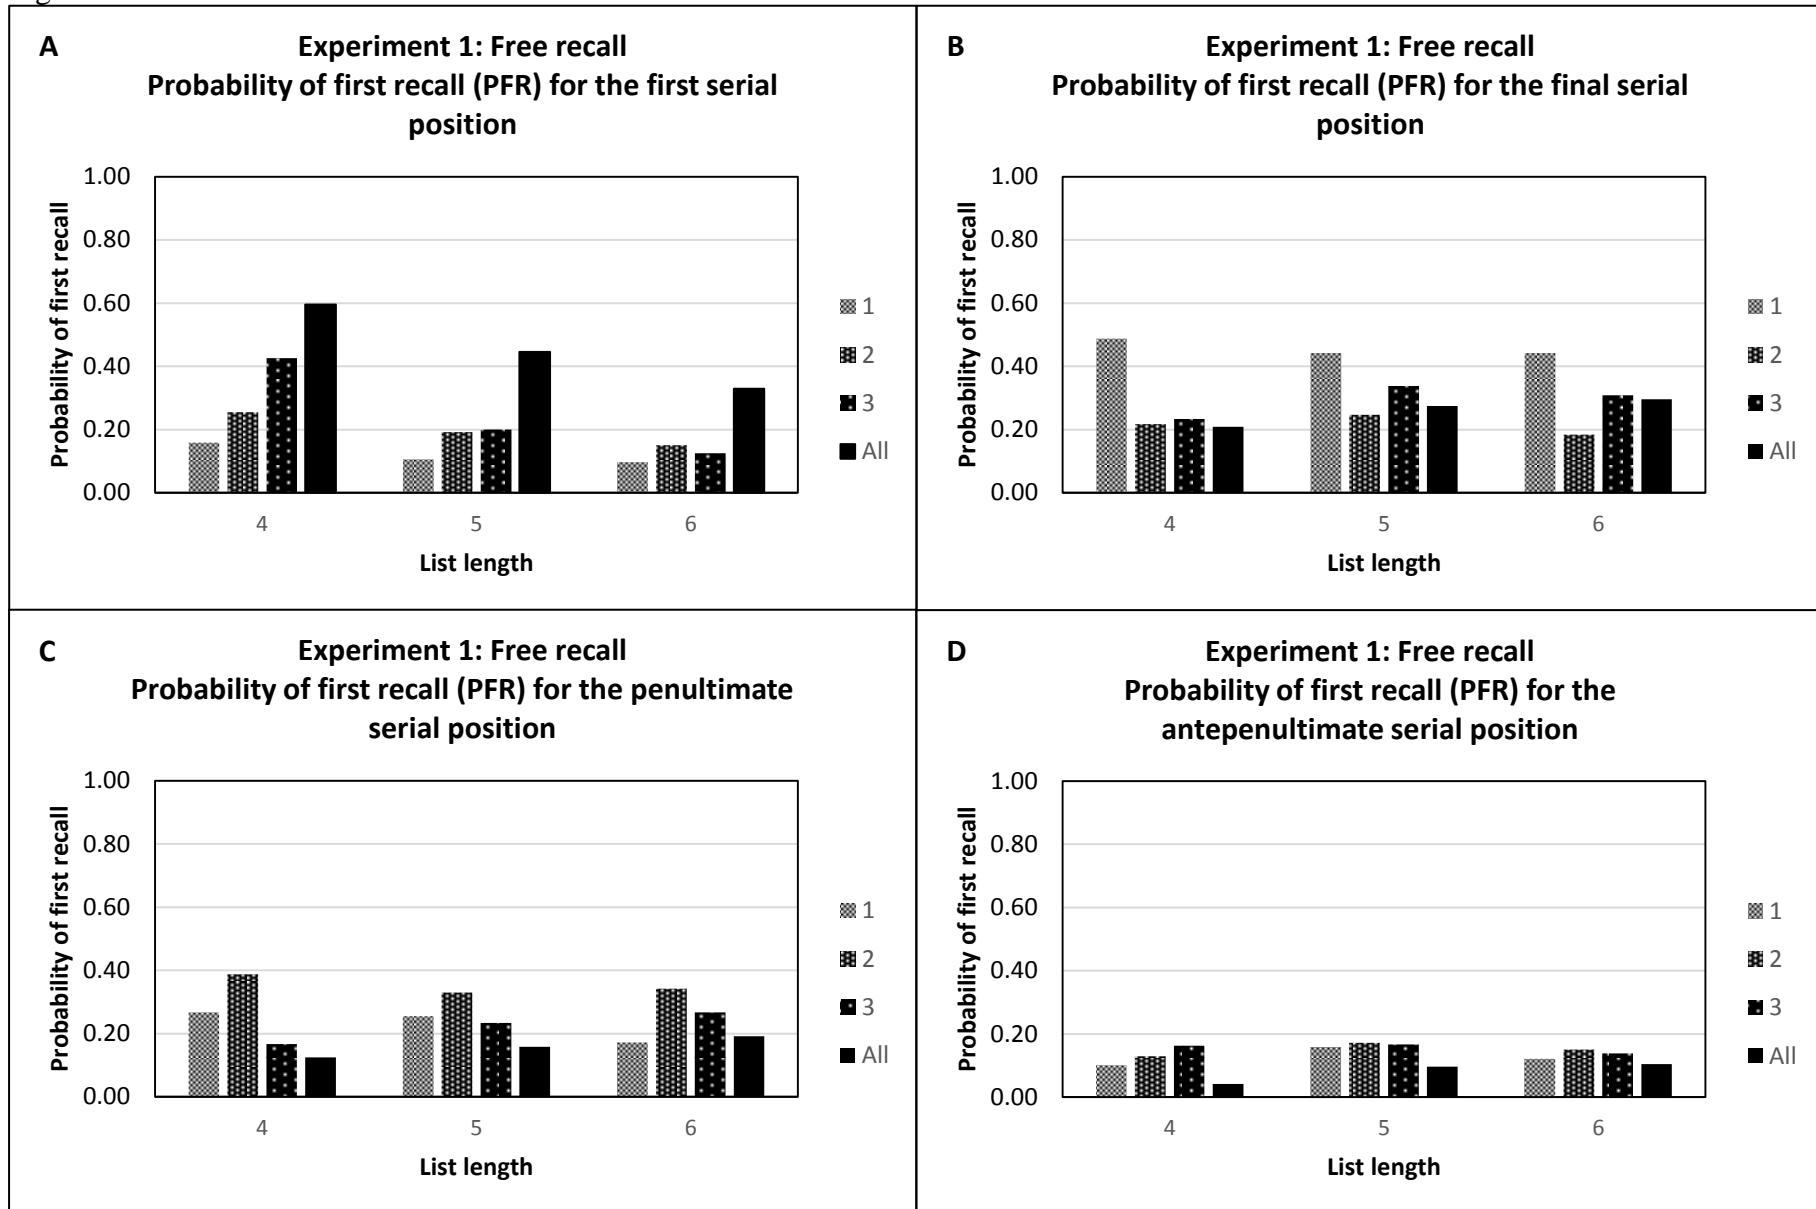 A
Experiment 1: Free recall
Probability of first recall (PFR) for the first serial
position
1.00
0.80
0.60
0.40
0.20
0.00
Probability of first recall
4
5
6
List length
1
2
3
All
B
Experiment 1: Free recall
Probability of first recall (PFR) for the final serial
position
1.00
0.80
0.60
0.40
0.20
0.00
Probability of first recall
4
5
6
List length
1
2
3
All
C
Experiment 1: Free recall
Probability of first recall (PFR) for the penultimate
serial position
1.00
0.80
0.60
0.40
0.20
0.00
Probability of first recall
4
5
6
List length
1
2
3
All
D
Experiment 1: Free recall
Probability of first recall (PFR) for the
antepenultimate serial position
1.00
0.80
0.60
0.40
0.20
0.00
Probability of first recall
4
5
6
List length
1
2
3
All